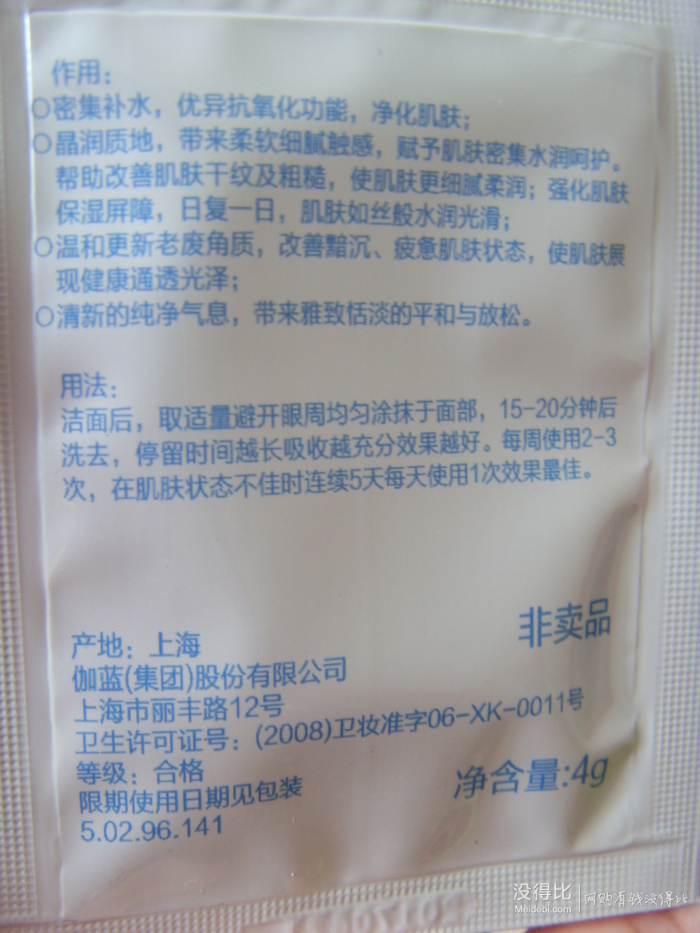 作用：
○密集补水，优异抗氧化功能，净化肌肤；
○晶润质地，带来柔软细腻触感，赋予肌肤密集水润呵护。
帮助改善肌肤干纹及粗糙，使肌肤更细腻柔润；强化肌肤
保湿屏障，日复一日，肌肤如丝般水润光滑；
○温和更新老废角质，改善黯沉、疲惫肌肤状态，使肌肤展
现健康通透光泽；
○清新的纯净气息，带来雅致恬淡的平和与放松。
用法：
洁面后，取适量避开眼周均匀涂抹于面部，15-20分钟后
洗去，停留时间越长吸收越充分效果越好。每周使用2-3
次，在肌肤状态不佳时连续5天每天使用1次效果最佳。
非卖品
产地：上海
伽蓝(集团)股份有限公司
上海市丽丰路12号
卫生许可证号：(2008)卫妆准字06-XK-0011号
等级：合格
限期使用日期见包装
5.02.96.141
净含量:4g
没得比
Meidebi.com
网购有钱没得比